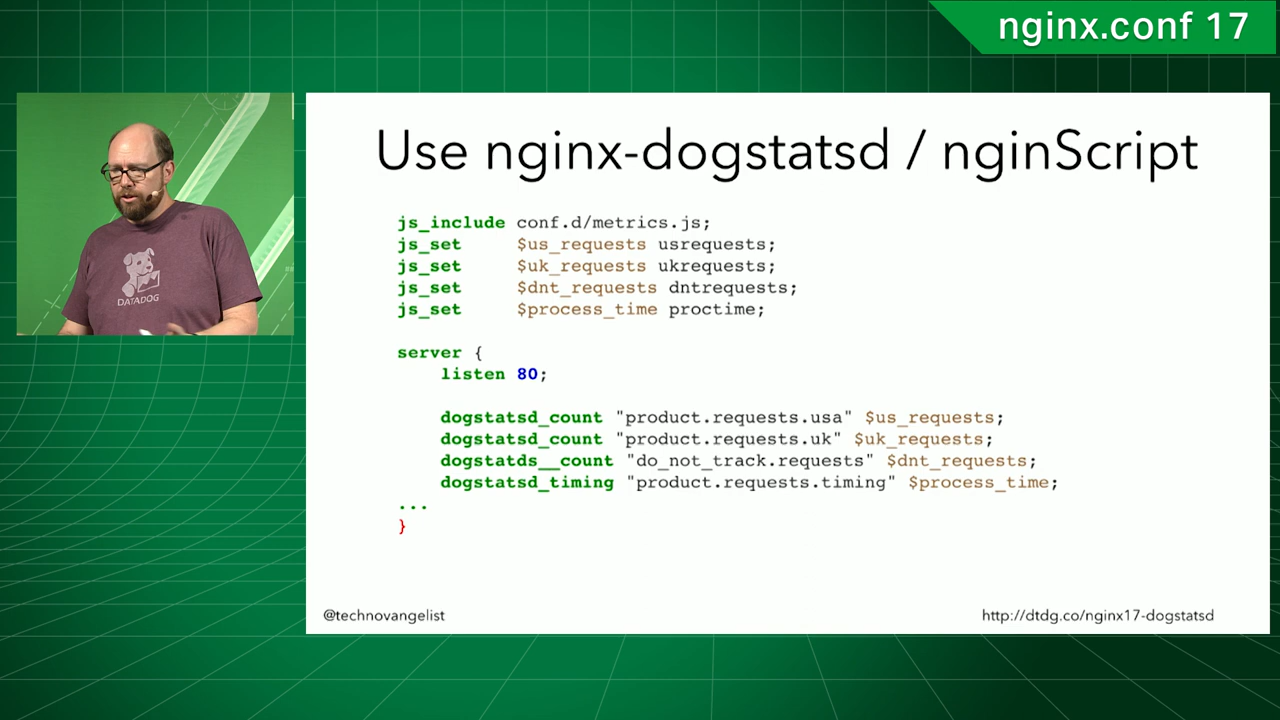 nginx.conf 17
DATADOG
Use nginx-dogstatsd / nginScript
js_include conf.d/metrics.js;
js_set $us_requests usrequests;
js_set $uk_requests ukrequests;
js_set $dnt_requests dntrequests;
js_set $process_time proctime;
server {
listen 80;
dogstatsd_count "product.requests.usa" $us_requests;
dogstatsd_count "product.requests.uk" $uk_requests;
dogstatds__count "do_not_track.requests" $dnt_requests;
dogstatsd_timing "product.requests.timing" $process_time;
...
}
@technovangelist
http://dtdg.co/nginx17-dogstatsd